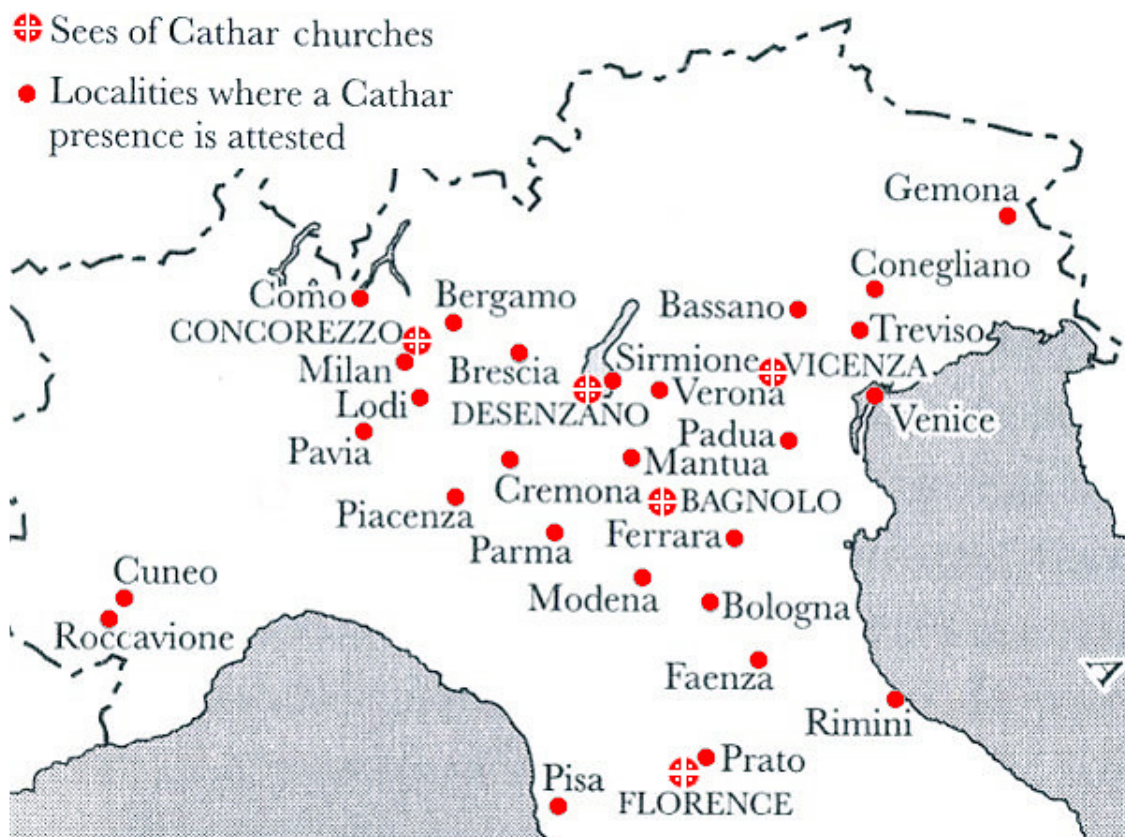 Sees of Cathar churches
Localities where a Cathar
presence is attested
Gemona
Conegliano
Como
Bergamo
Bassano
CONCOREZZO
Treviso
Milan
Brescia
Sirmione
VICENZA
Lodi
DESENZANO
Verona
Venice
Pavia
Padua
Mantua
Cremona
BAGNOLO
Piacenza
Parma
Ferrara
Cuneo
Modena
Bologna
Roccavione
Faenza
A
Rimini
Prato
Pisa
FLORENCE